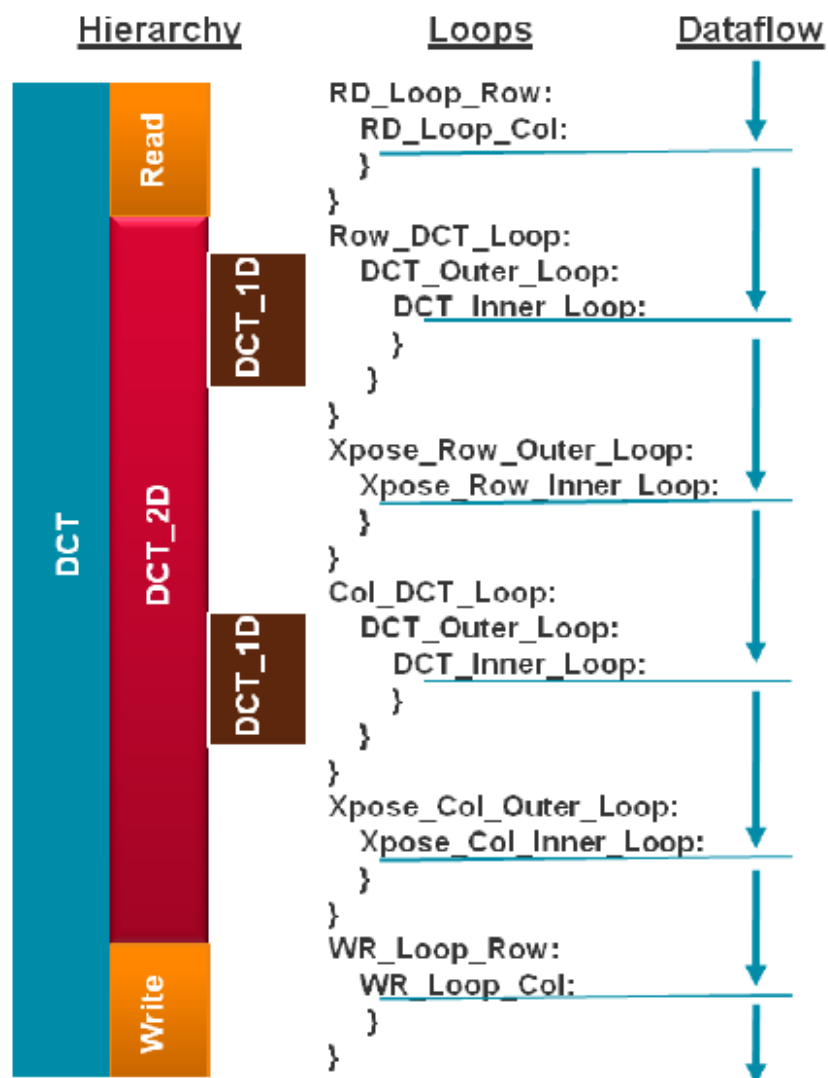 Hierarchy Loops Dataflow
DCT
Read
DCT_2D
DCT_1D
DCT_1D
Write
RD_Loop_Row:
RD_Loop_Col:
}
}
Row_DCT_Loop:
DCT_Outer_Loop:
DCT_Inner_Loop:
}
}
}
Xpose_Row_Outer_Loop:
Xpose_Row_Inner_Loop:
}
}
Col_DCT_Loop:
DCT_Outer_Loop:
DCT_Inner_Loop:
}
}
}
Xpose_Col_Outer_Loop:
Xpose_Col_Inner_Loop:
}
}
WR_Loop_Row:
WR_Loop_Col:
}
}